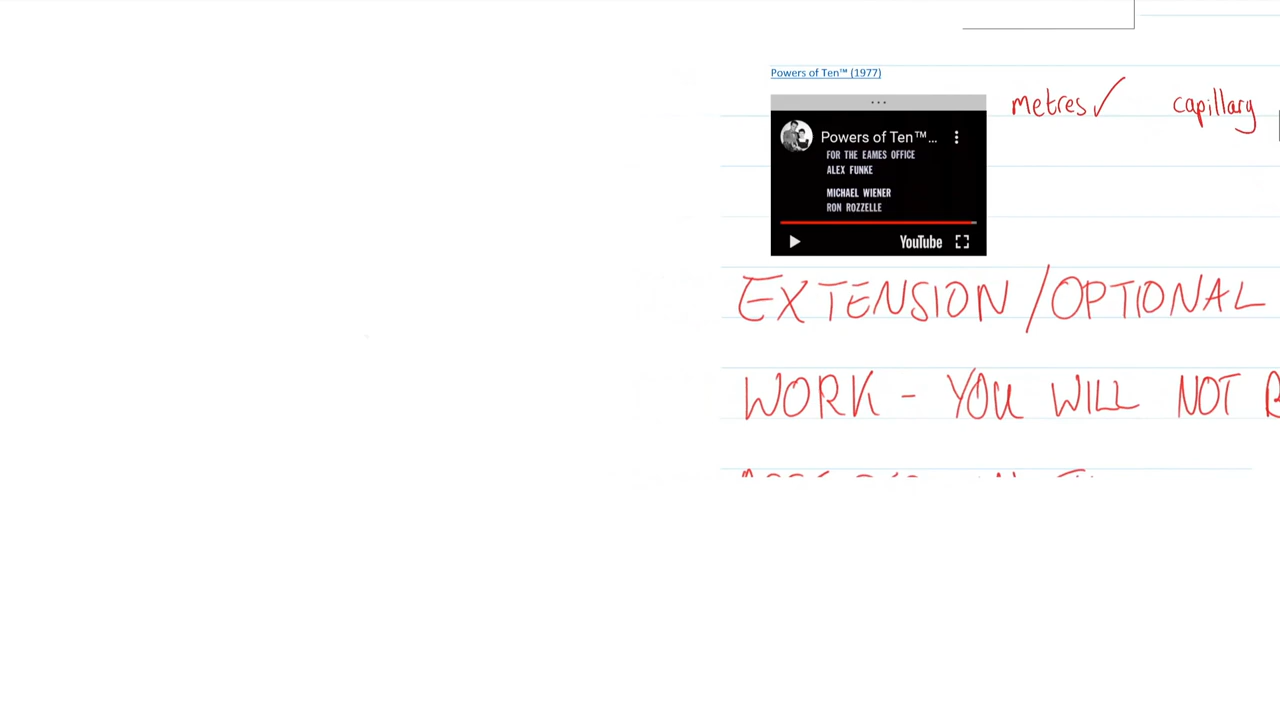 Powers of Ten™ (1977)
metres✓ capillary
Powers of Ten™...
FOR THE EAMES OFFICE
ALEX FUNKE
MICHAEL WIENER
RON ROZZELLE
YouTube
EXTENSION/OPTIONAL
WORK - YOU WILL NOT